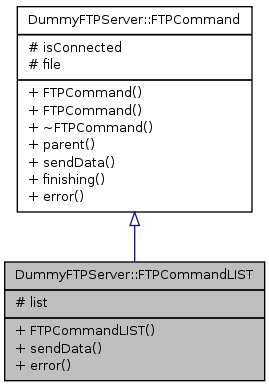 DummyFTPServer::FTPCommand
# isConnected
# file
+ FTPCommand()
+ FTPCommand()
+ ~FTPCommand()
+ parent()
+ sendData()
+ finishing()
+ error()
DummyFTPServer::FTPCommandLIST
# list
+ FTPCommandLIST()
+ sendData()
+ error()